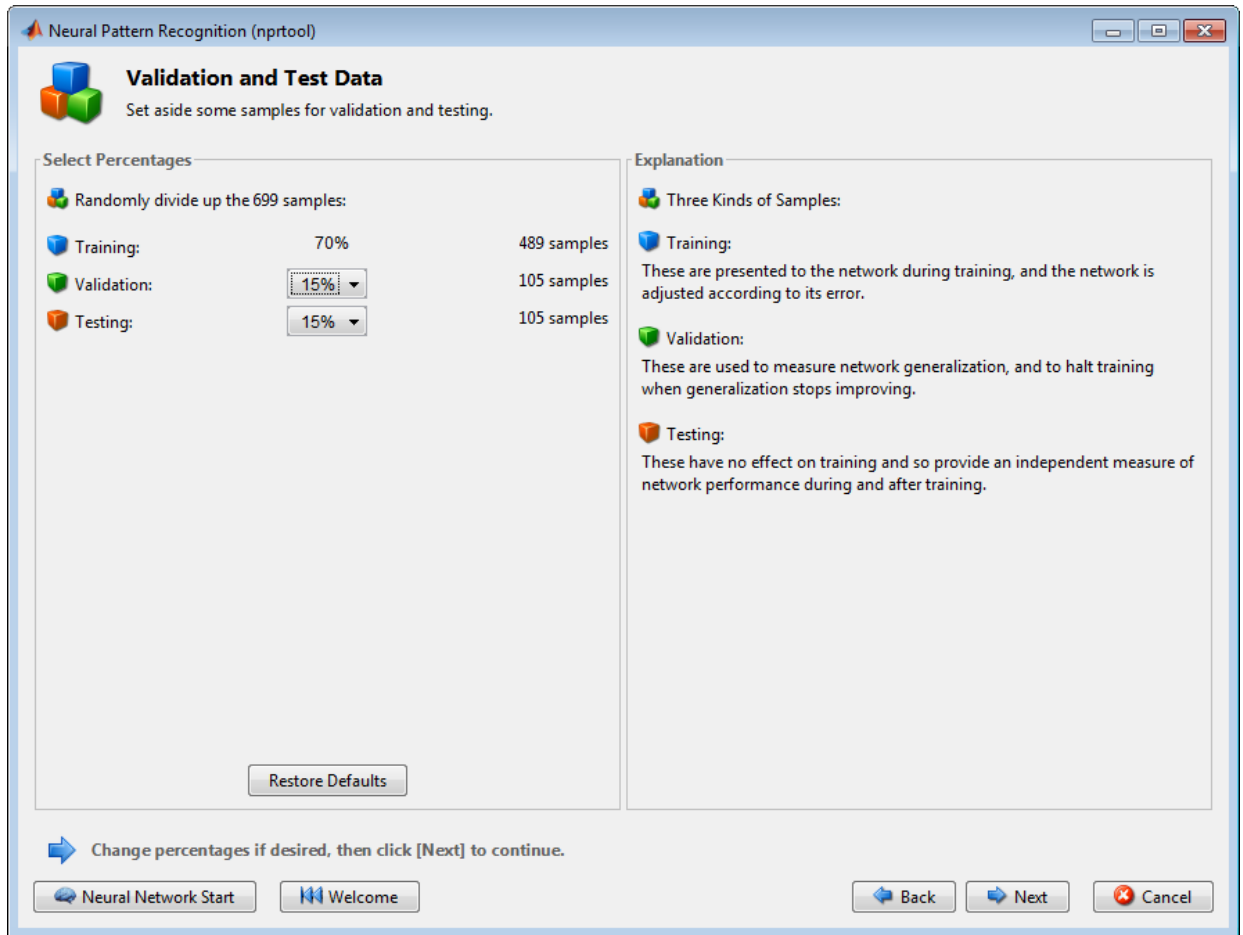 Neural Pattern Recognition (nprtool)
Validation and Test Data
Set aside some samples for validation and testing.
Select Percentages
Randomly divide up the 699 samples:
Training: 70% 489 samples
Validation: 15% 105 samples
Testing: 15% 105 samples
Restore Defaults
Explanation
Three Kinds of Samples:
Training:
These are presented to the network during training, and the network is
adjusted according to its error.
Validation:
These are used to measure network generalization, and to halt training
when generalization stops improving.
Testing:
These have no effect on training and so provide an independent measure of
network performance during and after training.
Change percentages if desired, then click [Next] to continue.
Neural Network Start Welcome Back Next Cancel